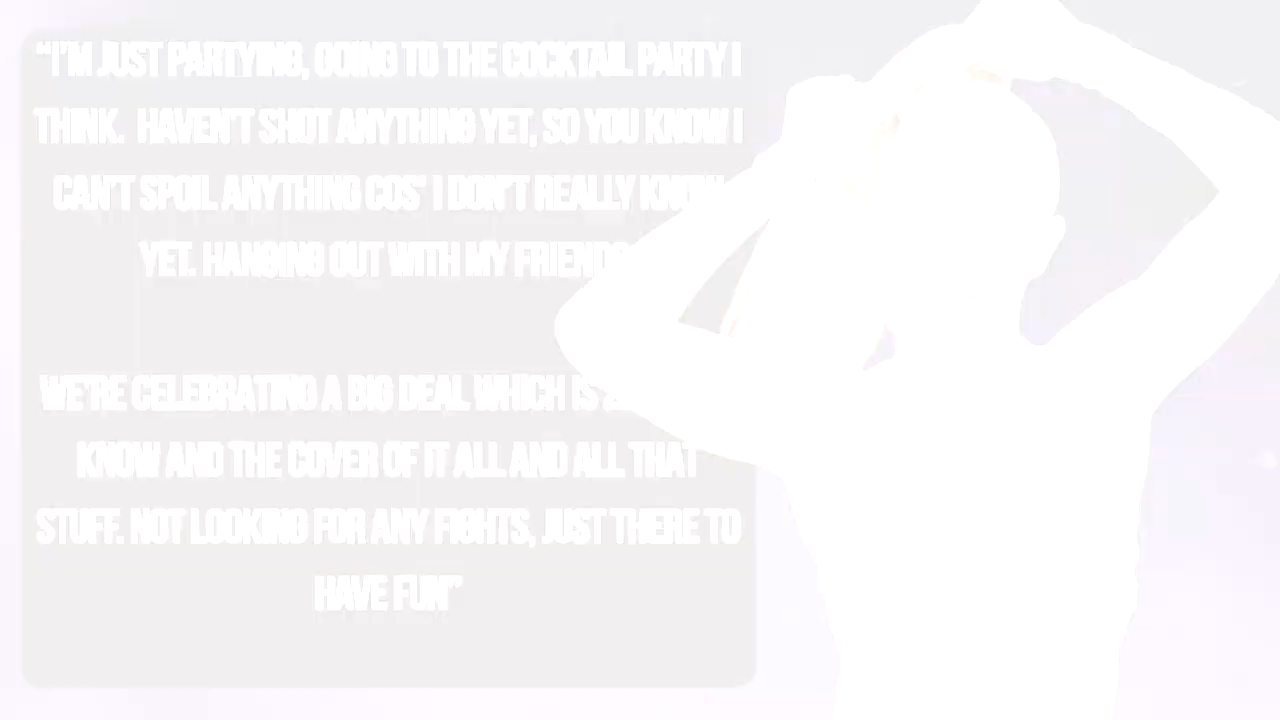 “I'M JUST PARTYING, GOING TO THE COCKTAIL PARTY I
THINK. HAVEN'T SHOT ANYTHING YET, SO YOU KNOW I
CAN'T SPOIL ANYTHING COS' I DON'T REALLY KNOW
YET. HANGING OUT WITH MY FRIENDS
WE'RE CELEBRATING A BIG DEAL WHICH IS
KNOW AND THE COVER OF IT ALL AND ALL THAT
STUFF. NOT LOOKING FOR ANY FIGHTS, JUST THERE TO
HAVE FUN”